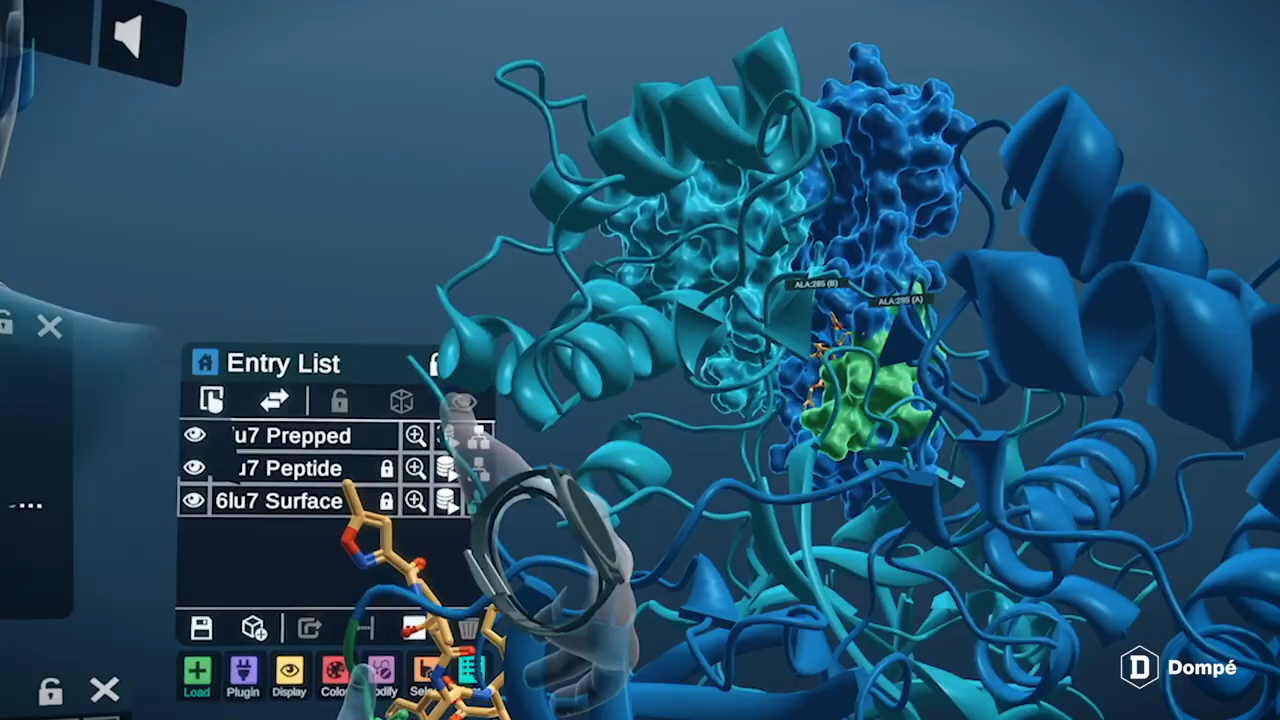 ALA:285 (B)
ALA:285 (A)
Entry List
u7 Prepped
u7 Peptide
6lu7 Surface
Load
Plugin
Display
Dompé